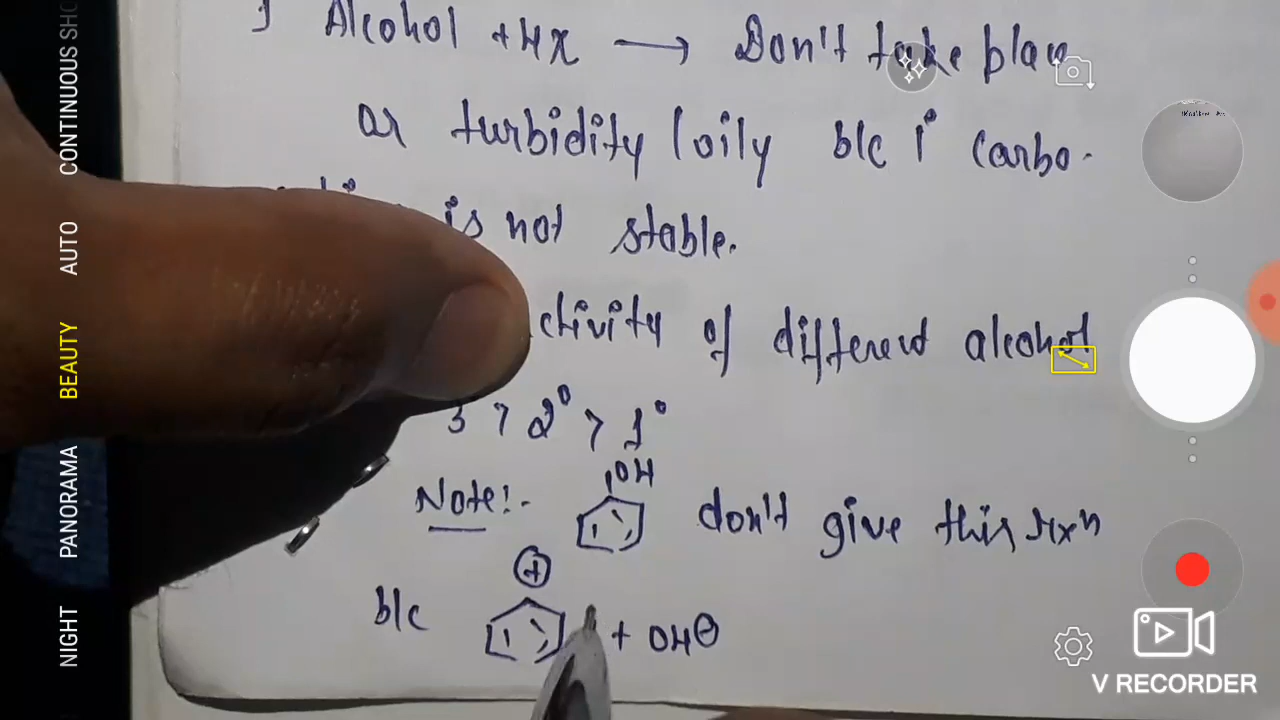 Alcohol + HX → Don't take place
or turbidity / oily b/c 1° carbo-
is not stable.
ctivity of different alcohol
3 > 2° > 1°
OH
Note:- don't give this rxn
+
b/c + OH⊖
CONTINUOUS SHO
AUTO
BEAUTY
PANORAMA
NIGHT
V RECORDER